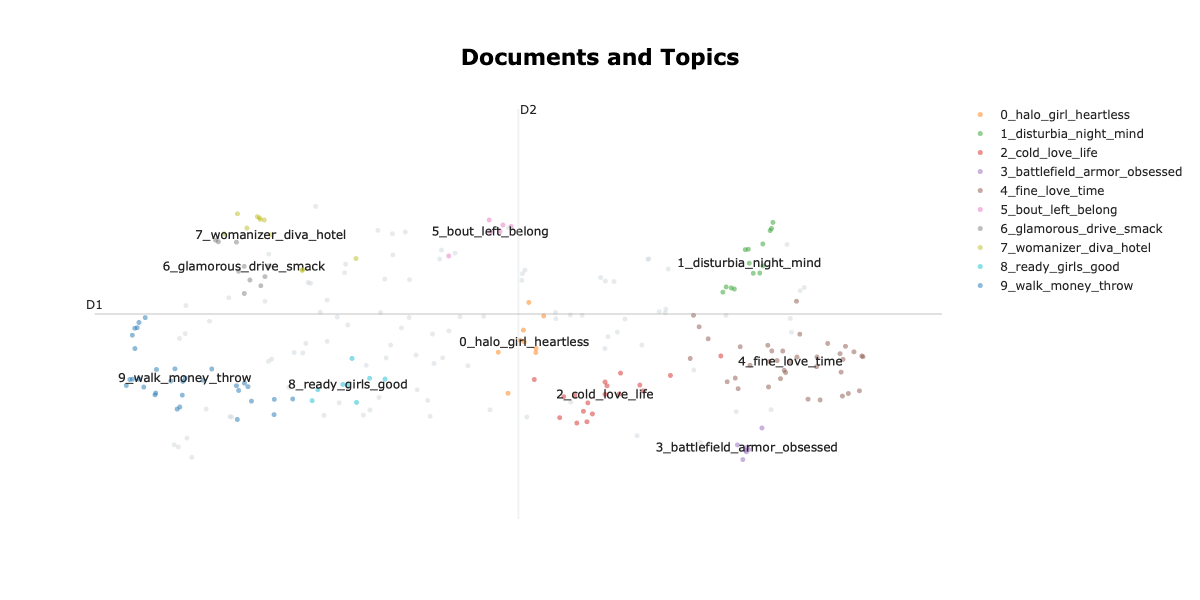 Documents and Topics
D2
0_halo_girl_heartless
1_disturbia_night_mind
2_cold_love_life
3_battlefield_armor_obsessed
4_fine_love_time
5_bout_left_belong
6_glamorous_drive_smack
7_womanizer_diva_hotel
8_ready_girls_good
9_walk_money_throw
7_womanizer_diva_hotel
5_bout_left_belong
6_glamorous_drive_smack
1_disturbia_night_mind
D1
0_halo_girl_heartless
4_fine_love_time
9_walk_money_throw
8_ready_girls_good
2_cold_love_life
3_battlefield_armor_obsessed